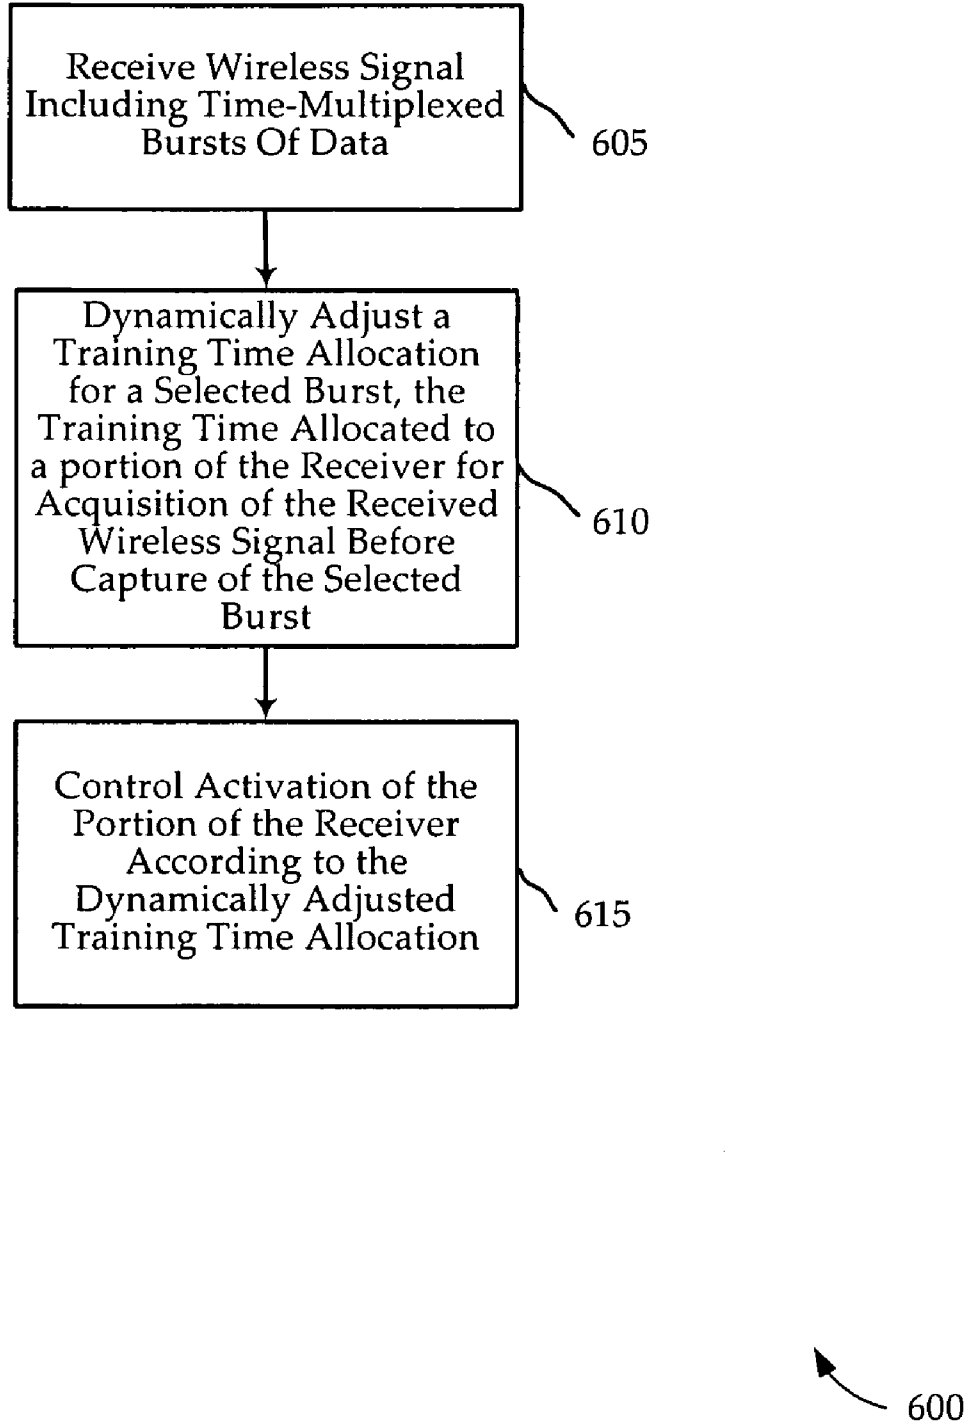 Receive Wireless Signal
Including Time-Multiplexed
Bursts Of Data
605
Dynamically Adjust a
Training Time Allocation
for a Selected Burst, the
Training Time Allocated to
a portion of the Receiver for
Acquisition of the Received
Wireless Signal Before
Capture of the Selected
Burst
610
Control Activation of the
Portion of the Receiver
According to the
Dynamically Adjusted
Training Time Allocation
615
600